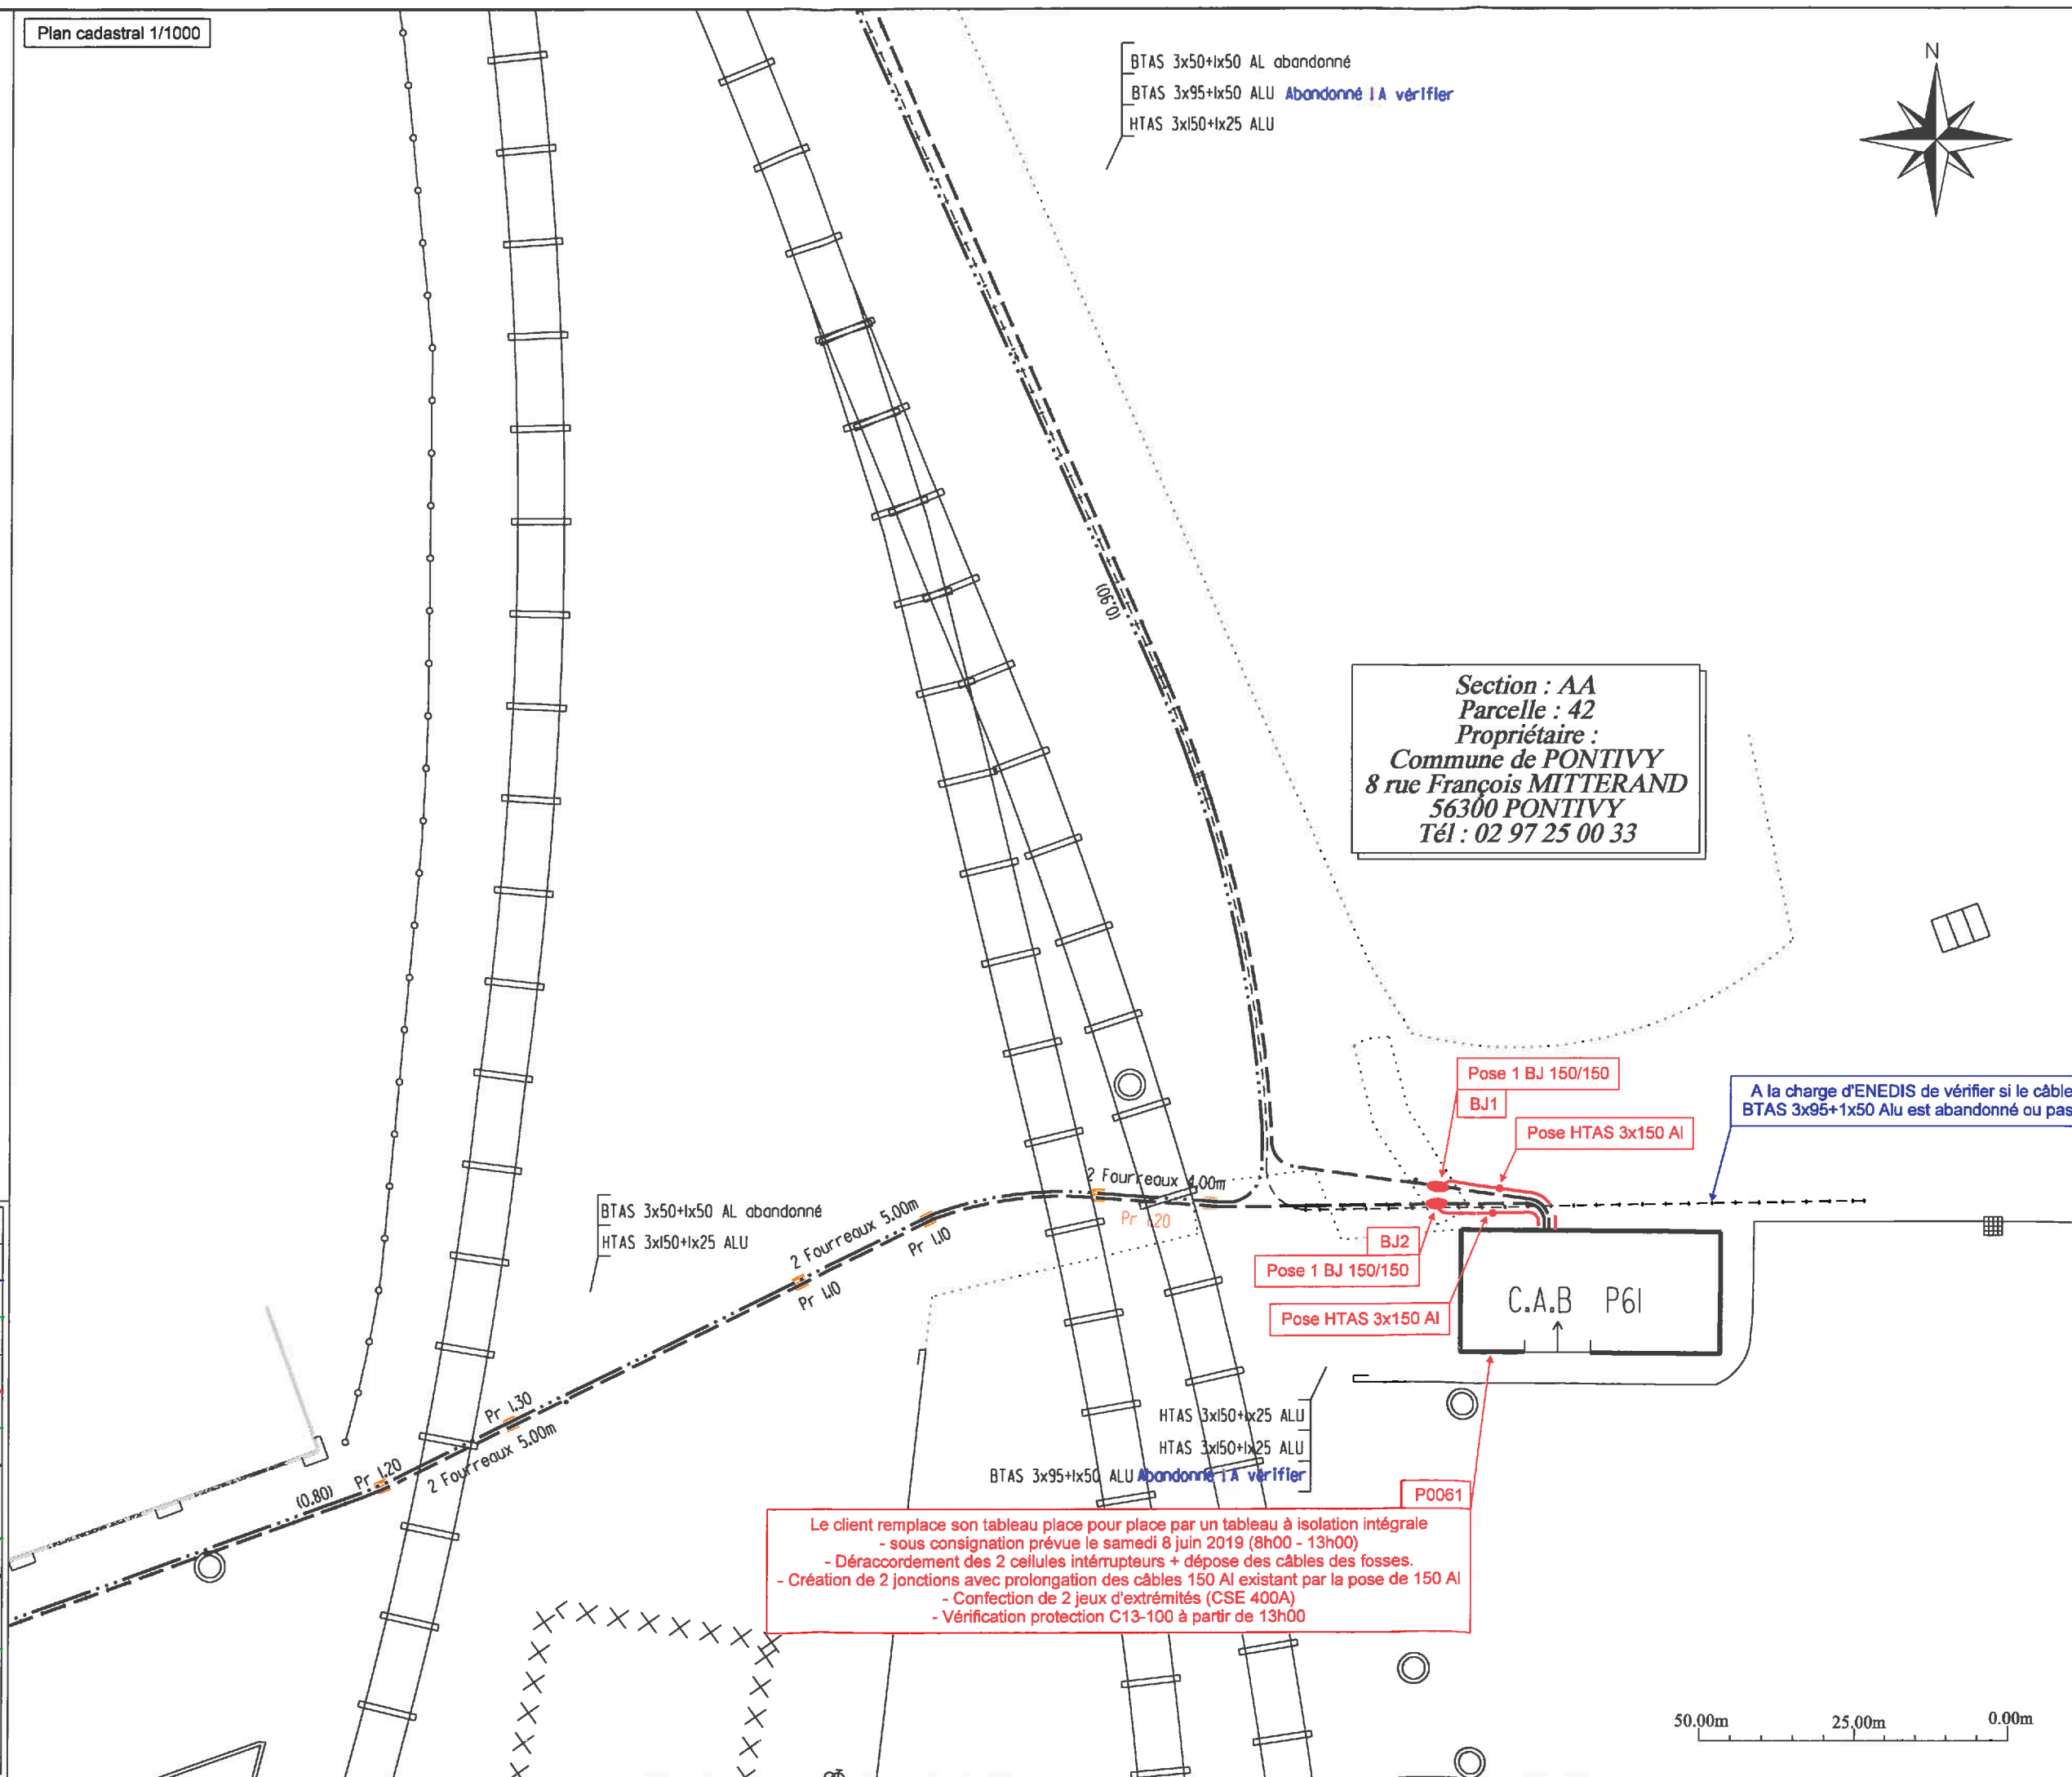 Plan cadastral 1/1000
BTAS 3x50+1x50 AL abandonné
BTAS 3x95+1x50 ALU Abandonné ! A vérifier
HTAS 3x150+1x25 ALU
N
(0.90)
Section : AA
Parcelle : 42
Propriétaire :
Commune de PONTIVY
8 rue François MITTERAND
56300 PONTIVY
Tél : 02 97 25 00 33
Pose 1 BJ 150/150
BJ1
Pose HTAS 3x150 Al
A la charge d'ENEDIS de vérifier si le câble
BTAS 3x95+1x50 Alu est abandonné ou pas
2 Fourreaux 4.00m
Pr 1.20
BTAS 3x50+1x50 AL abandonné
HTAS 3x150+1x25 ALU
2 Fourreaux 5.00m
Pr 1.10
Pr 1.10
BJ2
Pose 1 BJ 150/150
Pose HTAS 3x150 Al
C.A.B P61
Pr 1.30
2 Fourreaux 5.00m
Pr 1.20
(0.80)
HTAS 3x150+1x25 ALU
HTAS 3x150+1x25 ALU
BTAS 3x95+1x50 ALU Abandonné ! A vérifier
P0061
Le client remplace son tableau place pour place par un tableau à isolation intégrale
- sous consignation prévue le samedi 8 juin 2019 (8h00 - 13h00)
- Déraccordement des 2 cellules intérrupteurs + dépose des câbles des fosses.
- Création de 2 jonctions avec prolongation des câbles 150 Al existant par la pose de 150 Al
- Confection de 2 jeux d'extrémités (CSE 400A)
- Vérification protection C13-100 à partir de 13h00
50.00m 25.00m 0.00m